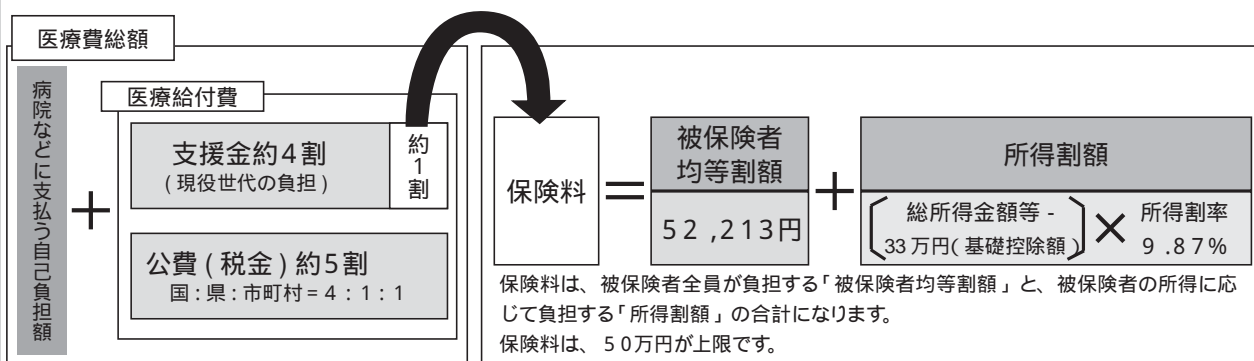 医療費総額
病院などに支払う自己負担額
+
医療給付費
支援金約4割
(現役世代の負担)
約1割
公費(税金)約5割
国:県:市町村=4:1:1
保険料
=
被保険者
均等割額
52,213円
+
所得割額
総所得金額等 -
33万円(基礎控除額)
×
所得割率
9.87%
保険料は、被保険者全員が負担する「被保険者均等割額」と、被保険者の所得に応
じて負担する「所得割額」の合計になります。
保険料は、50万円が上限です。